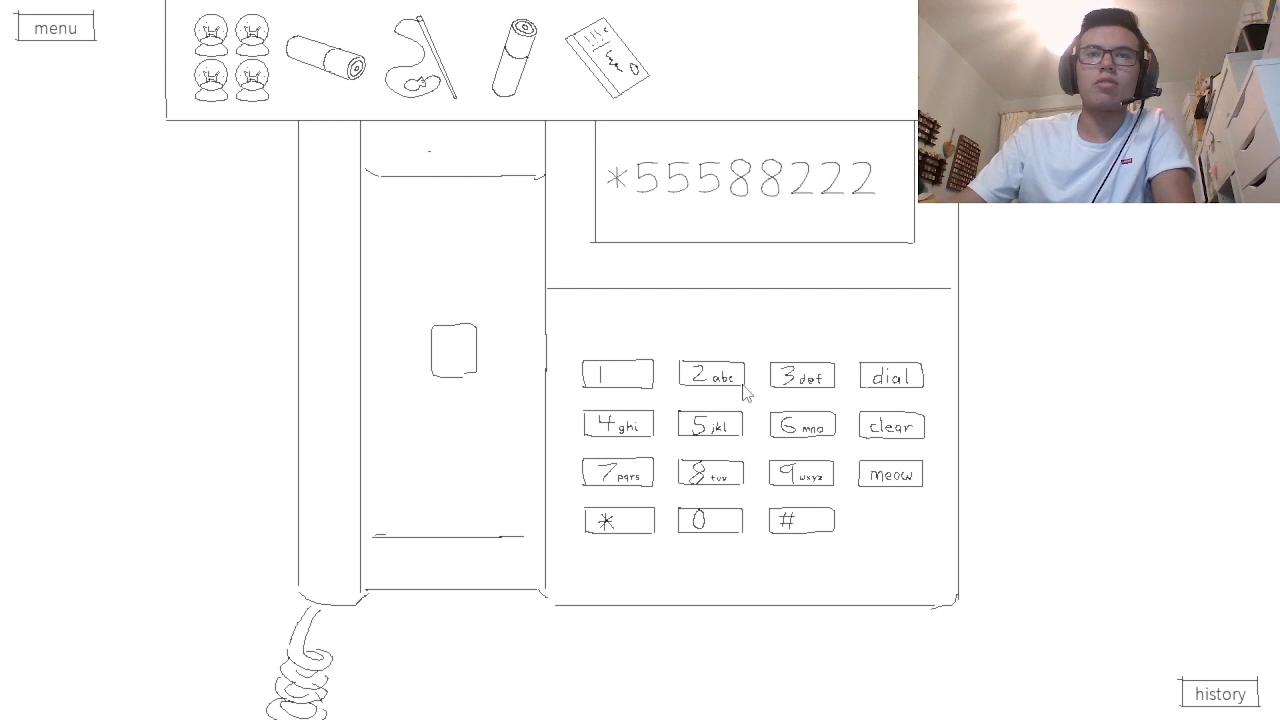 menu
*55588222
1
2 abc
3 def
dial
4 ghi
5 jkl
6 mno
clear
7 pqrs
8 tuv
9 wxyz
meow
*
0
#
history